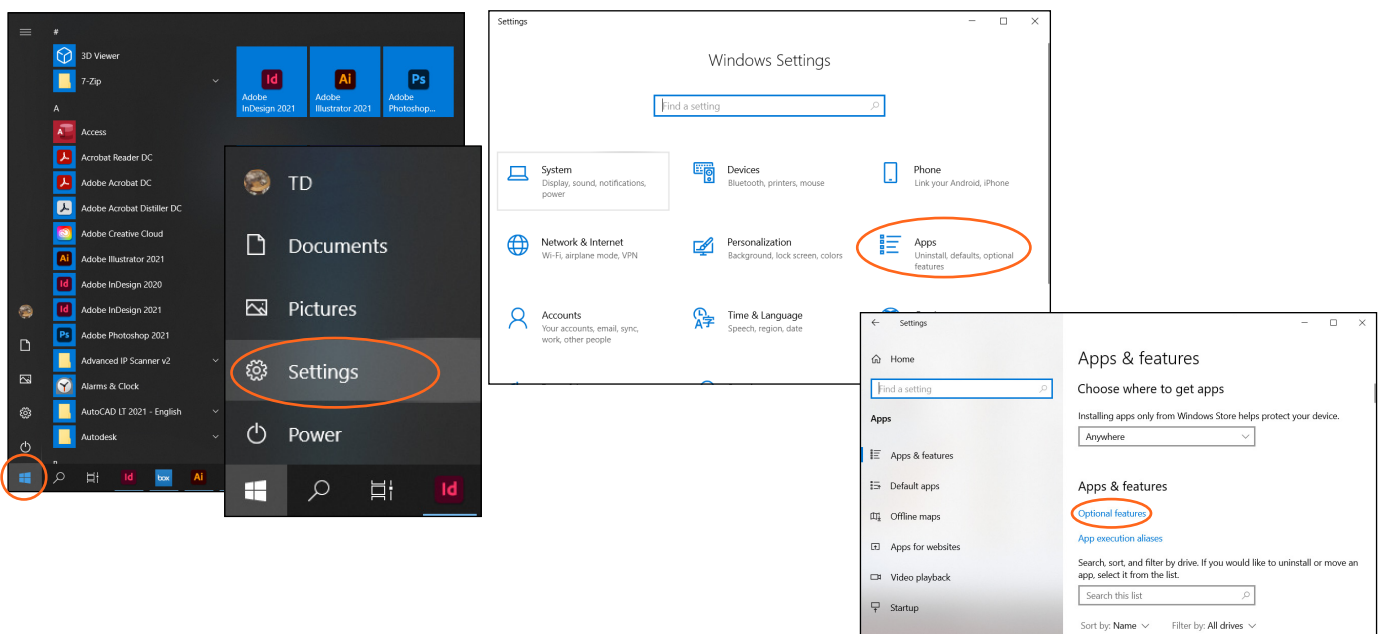 #
3D Viewer
7-Zip
A
Access
Acrobat Reader DC
Adobe Acrobat DC
Adobe Acrobat Distiller DC
Adobe Creative Cloud
Adobe Illustrator 2021
Adobe InDesign 2020
Adobe InDesign 2021
Adobe Photoshop 2021
Advanced IP Scanner v2
Alarms & Clock
AutoCAD LT 2021 - English
Autodesk
Id
Ai
Ps
Adobe
InDesign 2021
Adobe
Illustrator 2021
Adobe
Photoshop...
Ai
Id
Id
Ps
Id
box
Ai
TD
Documents
Pictures
Settings
Power
Id
Settings
Windows Settings
Find a setting
System
Display, sound, notifications,
power
Devices
Bluetooth, printers, mouse
Phone
Link your Android, iPhone
Network & Internet
Wi-Fi, airplane mode, VPN
Personalization
Background, lock screen, colors
Apps
Uninstall, defaults, optional
features
Accounts
Your accounts, email, sync,
work, other people
Time & Language
Speech, region, date
Settings
Home
Find a setting
Apps
Apps & features
Default apps
Offline maps
Apps for websites
Video playback
Startup
Apps & features
Choose where to get apps
Installing apps only from Windows Store helps protect your device.
Anywhere
Apps & features
Optional features
App execution aliases
Search, sort, and filter by drive. If you would like to uninstall or move an
app, select it from the list.
Search this list
Sort by: Name
Filter by: All drives